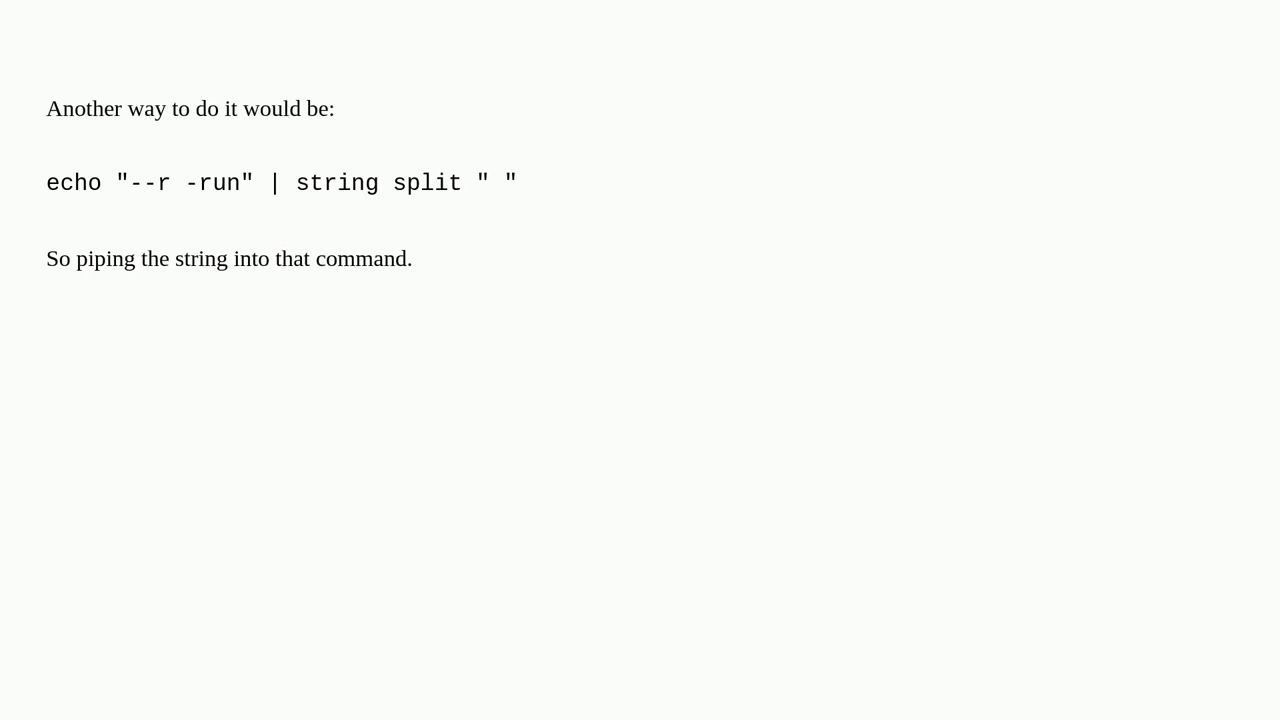 Another way to do it would be:
echo "--r -run" | string split " "
So piping the string into that command.